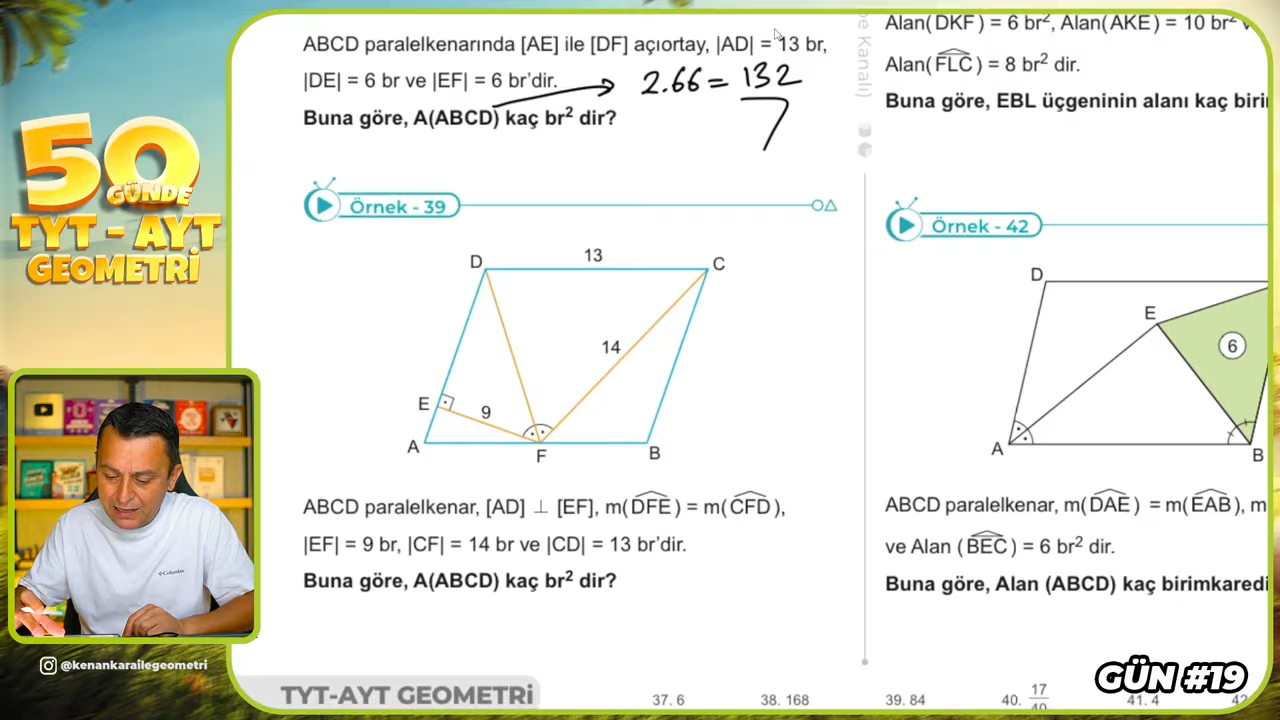 ABCD paralelkenarında [AE] ile [DF] açıortay, |AD| = 13 br,
|DE| = 6 br ve |EF| = 6 br'dir.
2.66 = 132
Buna göre, A(ABCD) kaç br² dir?
Örnek - 39
13
D
C
14
E
9
A
F
B
ABCD paralelkenar, [AD] ⊥ [EF], m(DFE) = m(CFD),
|EF| = 9 br, |CF| = 14 br ve |CD| = 13 br'dir.
Buna göre, A(ABCD) kaç br² dir?
Alan(DKF) = 6 br², Alan(AKE) = 10 br²
Alan(FLC) = 8 br² dir.
Buna göre, EBL üçgeninin alanı kaç
Örnek - 42
D
E
6
A
B
ABCD paralelkenar, m(DAE) = m(EAB), m
ve Alan (BEC) = 6 br² dir.
Buna göre, Alan (ABCD) kaç
Kanalı)
50
GÜNDE
TYT - AYT
GEOMETRİ
Columbia
@kenankarailegeometri
TYT-AYT GEOMETRİ
37. 6
38. 168
39. 84
40. 17
41. 4
GÜN #19